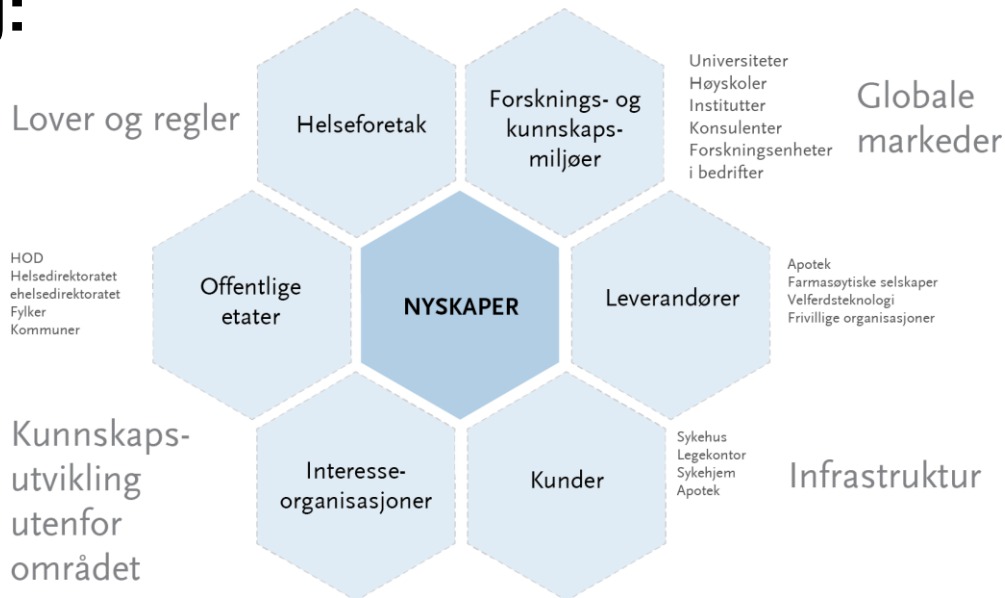 g:
Lover og regler
Helseforetak
Forsknings- og
kunnskaps-
miljøer
Universiteter
Høyskoler
Institutter
Konsulenter
Forskningsenheter
i bedrifter
Globale
markeder
HOD
Helsedirektoratet
ehelsedirektoratet
Fylker
Kommuner
Offentlige
etater
NYSKAPER
Leverandører
Apotek
Farmasøytiske selskaper
Velferdsteknologi
Frivillige organisasjoner
Kunnskaps-
utvikling
utenfor
området
Interesse-
organisasjoner
Kunder
Sykehus
Legekontor
Sykehjem
Apotek
Infrastruktur